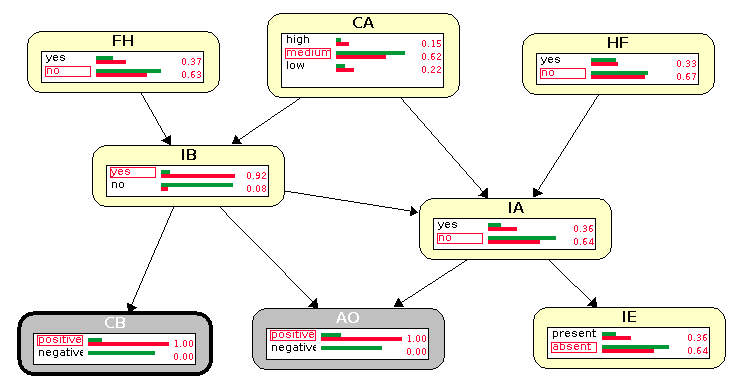 FH
yes 0.37
no 0.63
CA
high 0.15
medium 0.62
low 0.22
HF
yes 0.33
no 0.67
IB
yes 0.92
no 0.08
IA
yes 0.36
no 0.64
CB
positive 1.00
negative 0.00
AO
positive 1.00
negative 0.00
IE
present 0.36
absent 0.64